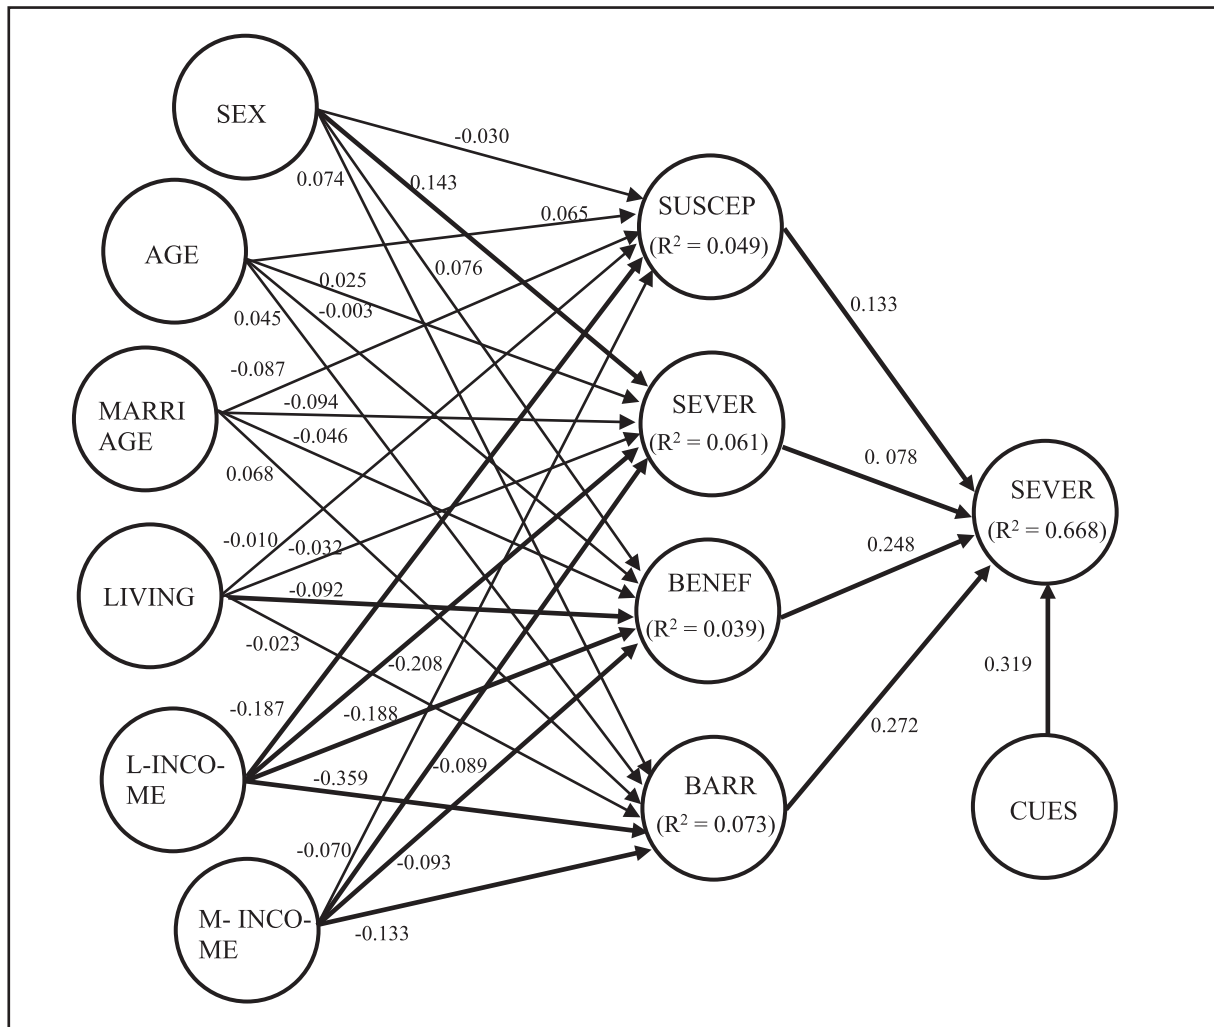 SEX
-0.030
0.074
0.143
SUSCEP
(R² = 0.049)
0.065
AGE
0.076
0.025
-0.003
0.045
0.133
-0.087
MARRI
AGE
-0.094
-0.046
0.068
SEVER
(R² = 0.061)
0. 078
SEVER
(R² = 0.668)
-0.010
-0.032
0.248
LIVING
-0.092
BENEF
(R² = 0.039)
-0.023
-0.208
0.319
-0.187
-0.188
0.272
L-INCO-
ME
-0.359
-0.089
BARR
(R² = 0.073)
CUES
-0.070
-0.093
M- INCO-
ME
-0.133